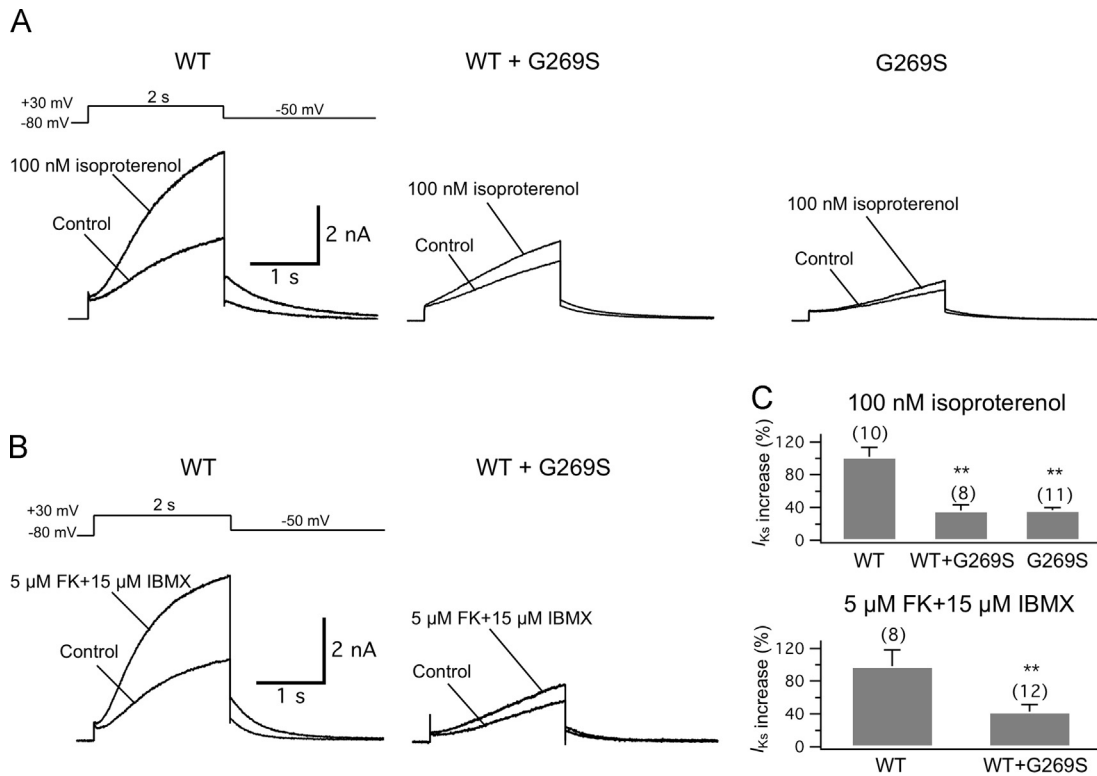 A
WT
WT + G269S
G269S
+30 mV
2 s
-50 mV
-80 mV
100 nM isoproterenol
Control
2 nA
1 s
100 nM isoproterenol
Control
100 nM isoproterenol
Control
B
WT
WT + G269S
+30 mV
2 s
-50 mV
-80 mV
5 µM FK+15 µM IBMX
Control
2 nA
1 s
5 µM FK+15 µM IBMX
Control
C
100 nM isoproterenol
IKs increase (%)
120
80
40
0
(10)
**
(8)
**
(11)
WT
WT+G269S
G269S
5 µM FK+15 µM IBMX
IKs increase (%)
120
80
40
0
(8)
**
(12)
WT
WT+G269S